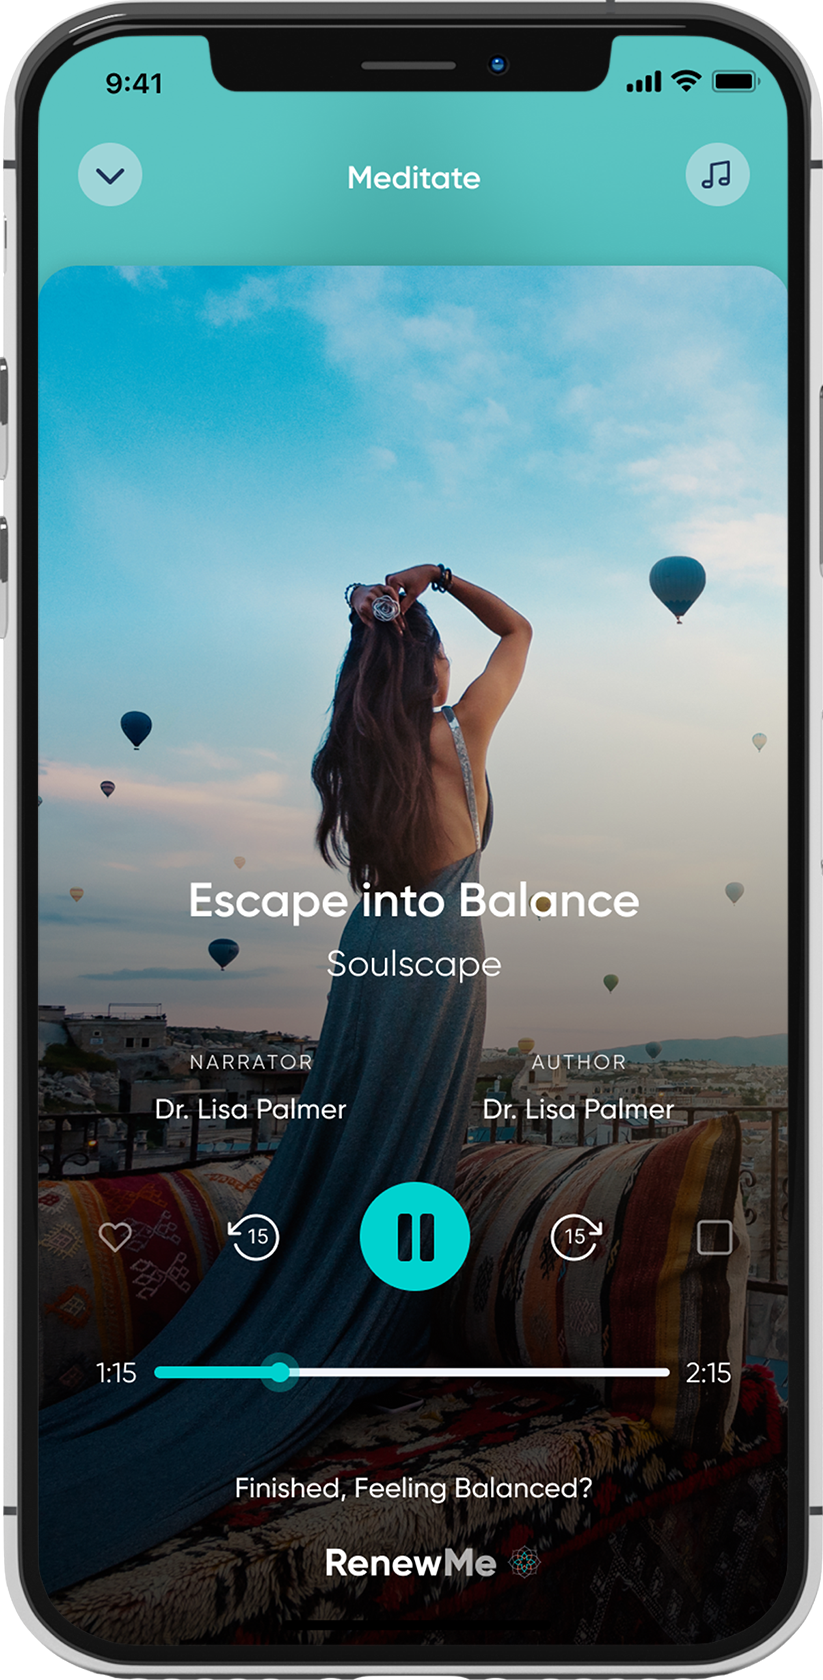 9:41
Meditate
Escape into Balance
Soulscape
NARRATOR
AUTHOR
Dr. Lisa Palmer
Dr. Lisa Palmer
15
15
1:15
2:15
Finished, Feeling Balanced?
RenewMe